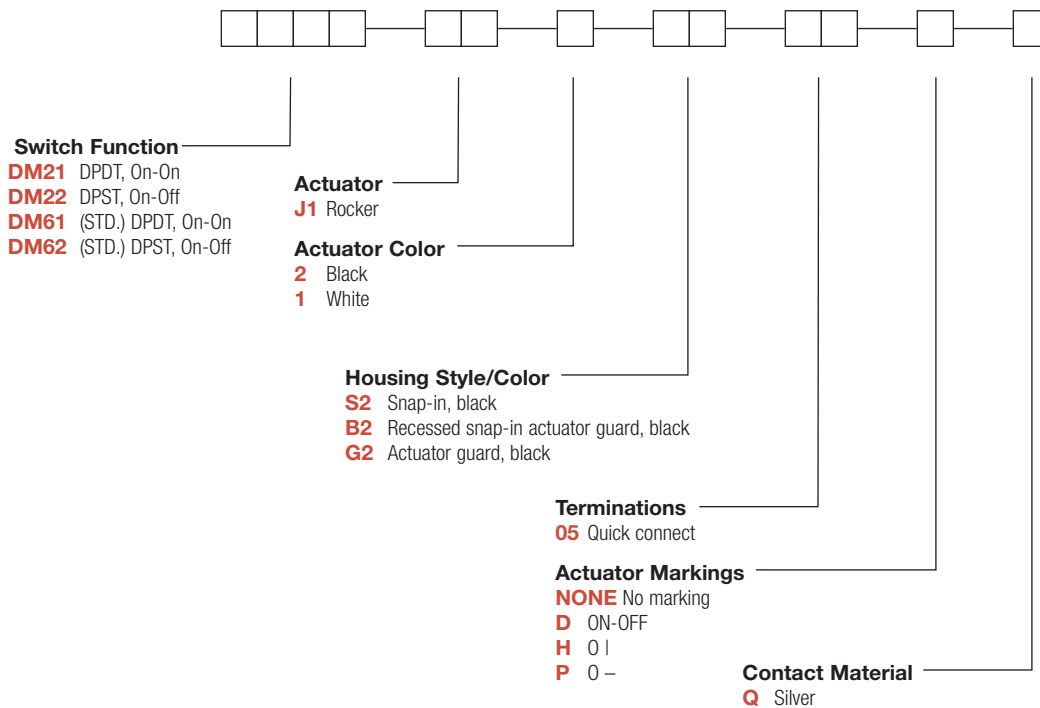 Switch Function
DM21 DPDT, On-On
DM22 DPST, On-Off
DM61 (STD.) DPDT, On-On
DM62 (STD.) DPST, On-Off
Actuator
J1 Rocker
Actuator Color
2 Black
1 White
Housing Style/Color
S2 Snap-in, black
B2 Recessed snap-in actuator guard, black
G2 Actuator guard, black
Terminations
05 Quick connect
Actuator Markings
NONE No marking
D ON-OFF
H O |
P O –
Contact Material
Q Silver